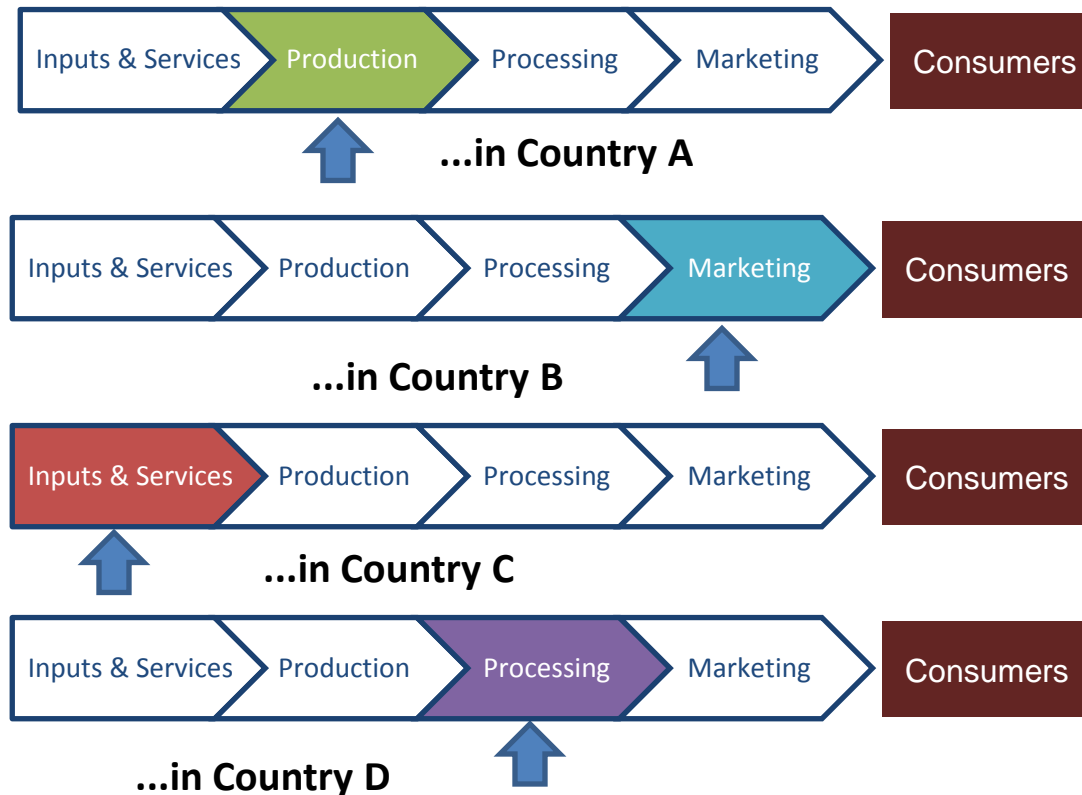 Inputs & Services Production Processing Marketing Consumers
...in Country A
Inputs & Services Production Processing Marketing Consumers
...in Country B
Inputs & Services Production Processing Marketing Consumers
...in Country C
Inputs & Services Production Processing Marketing Consumers
...in Country D